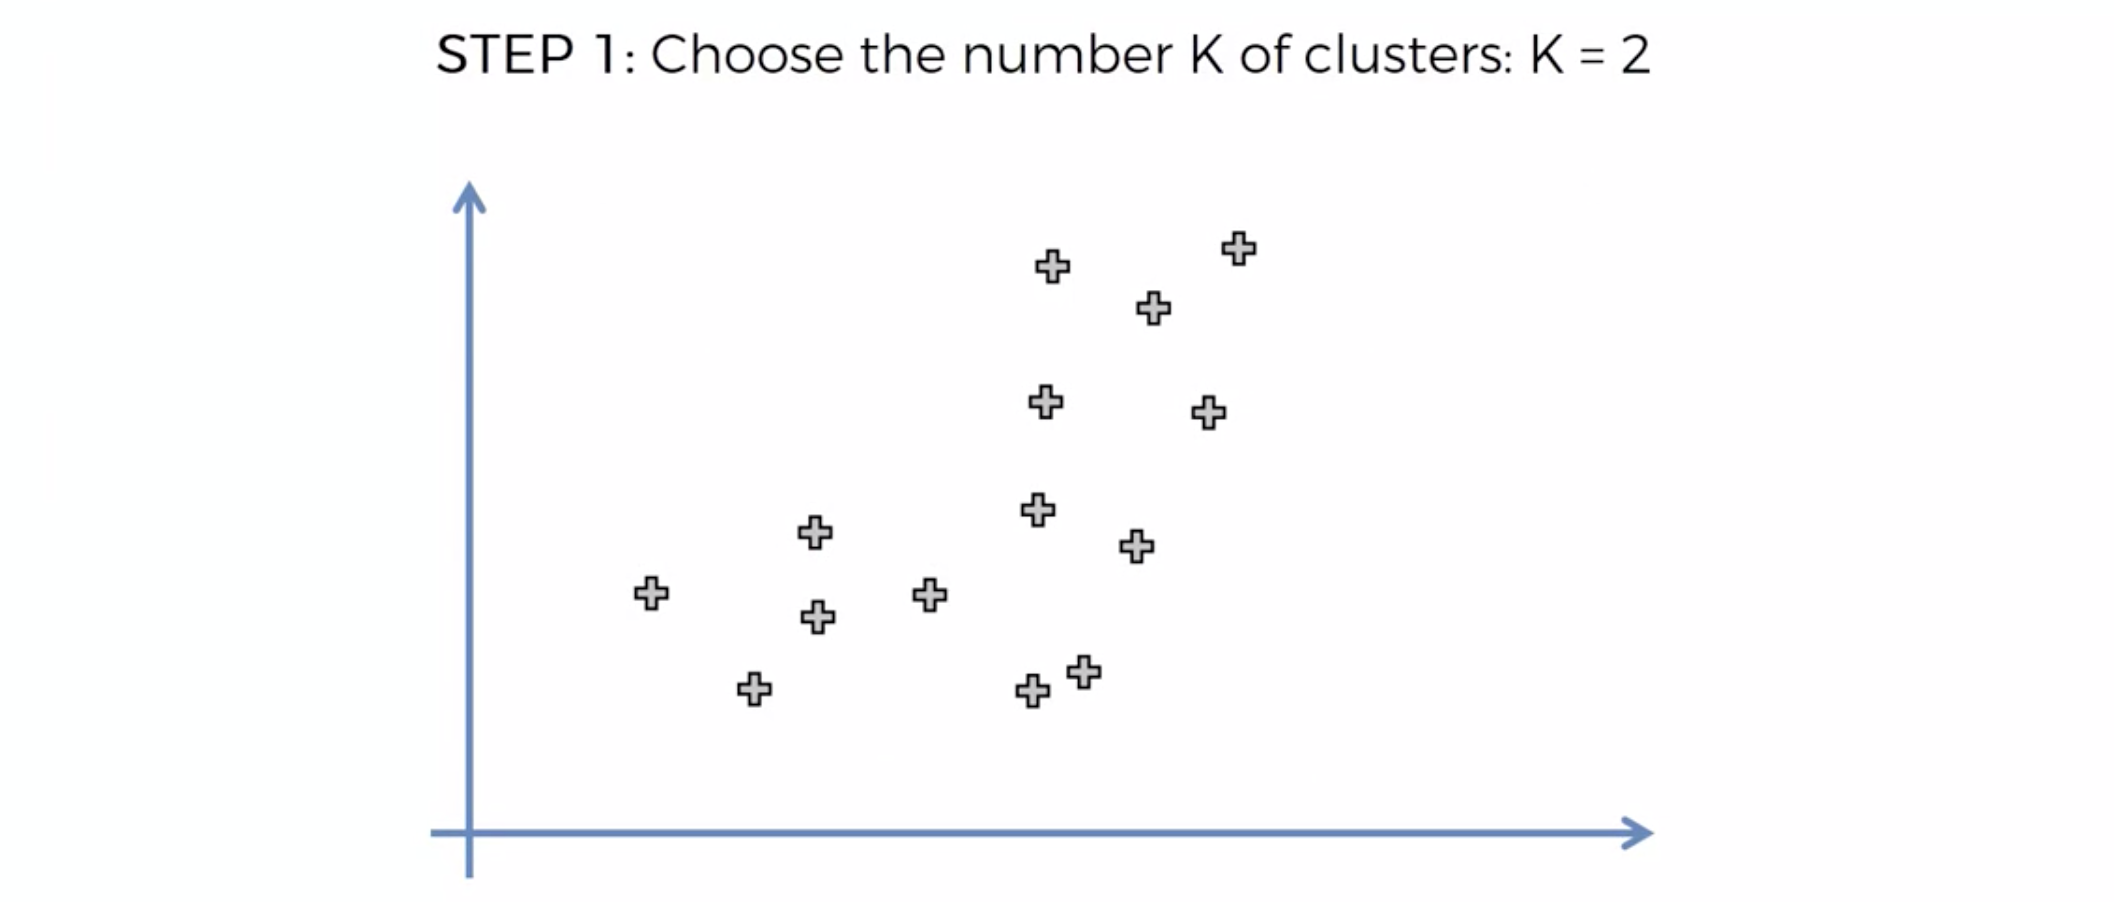 STEP 1: Choose the number K of clusters: K = 2